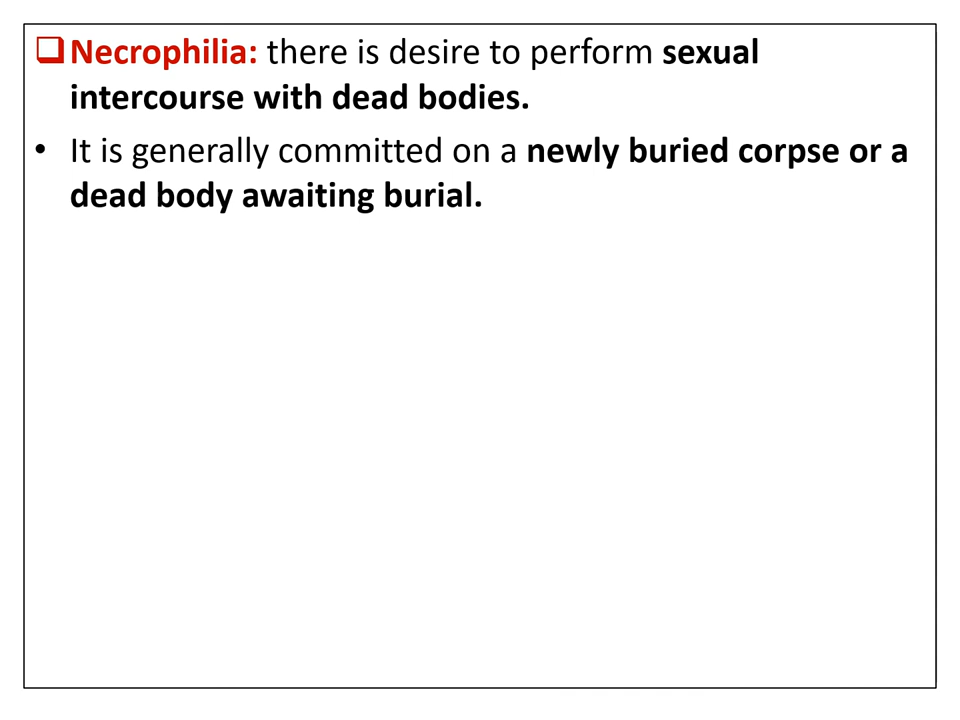 ❑Necrophilia: there is desire to perform sexual
intercourse with dead bodies.
• It is generally committed on a newly buried corpse or a
dead body awaiting burial.